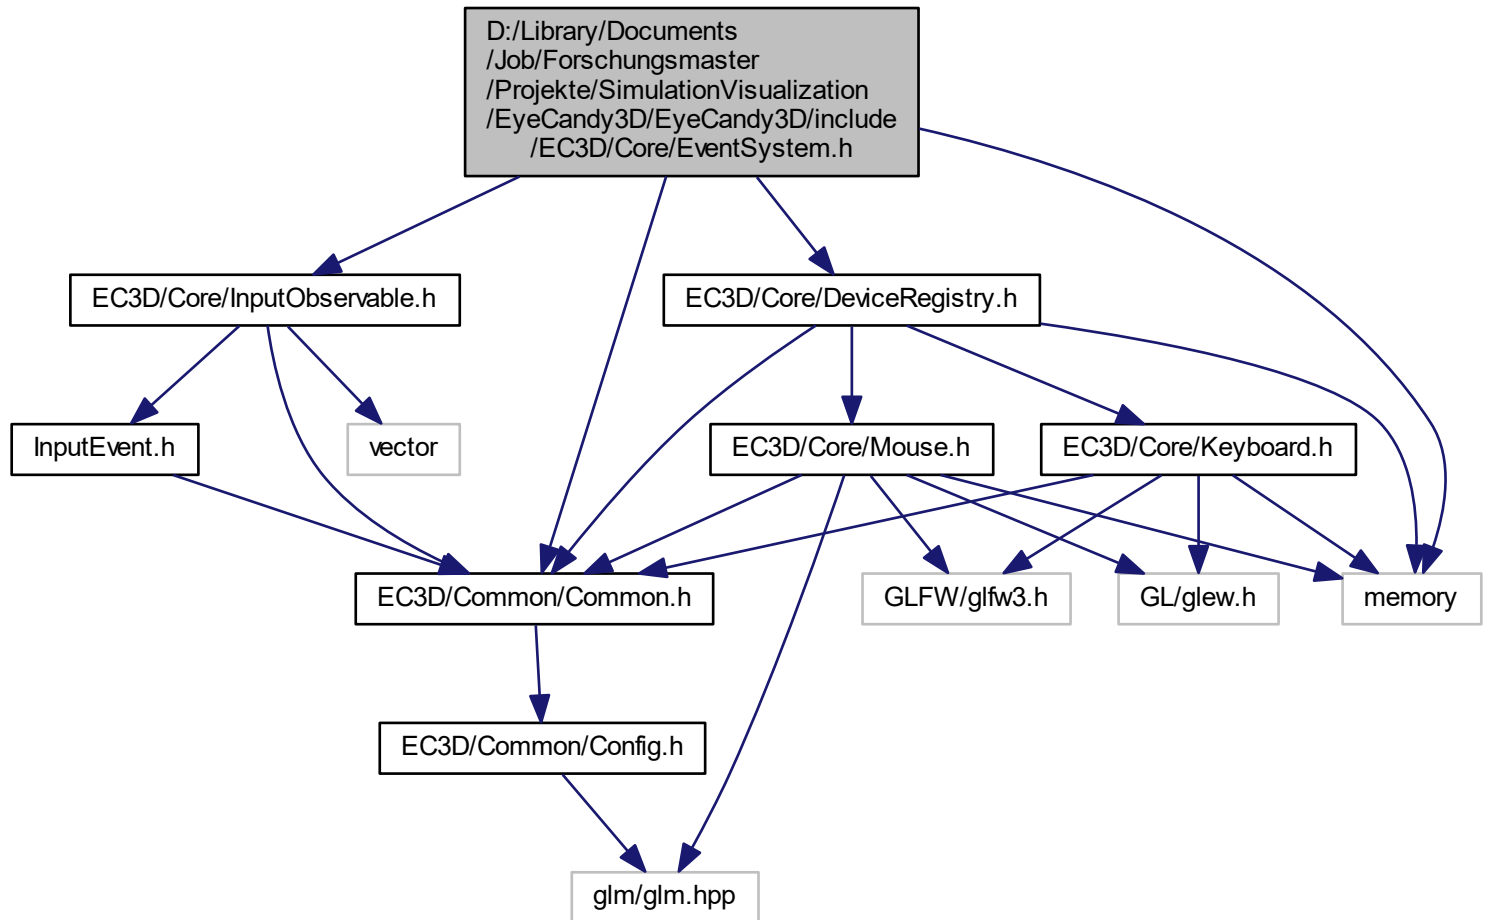 D:/Library/Documents
/Job/Forschungsmaster
/Projekte/SimulationVisualization
/EyeCandy3D/EyeCandy3D/include
/EC3D/Core/EventSystem.h
EC3D/Core/InputObservable.h
EC3D/Core/DeviceRegistry.h
InputEvent.h
vector
EC3D/Core/Mouse.h
EC3D/Core/Keyboard.h
EC3D/Common/Common.h
GLFW/glfw3.h
GL/glew.h
memory
EC3D/Common/Config.h
glm/glm.hpp